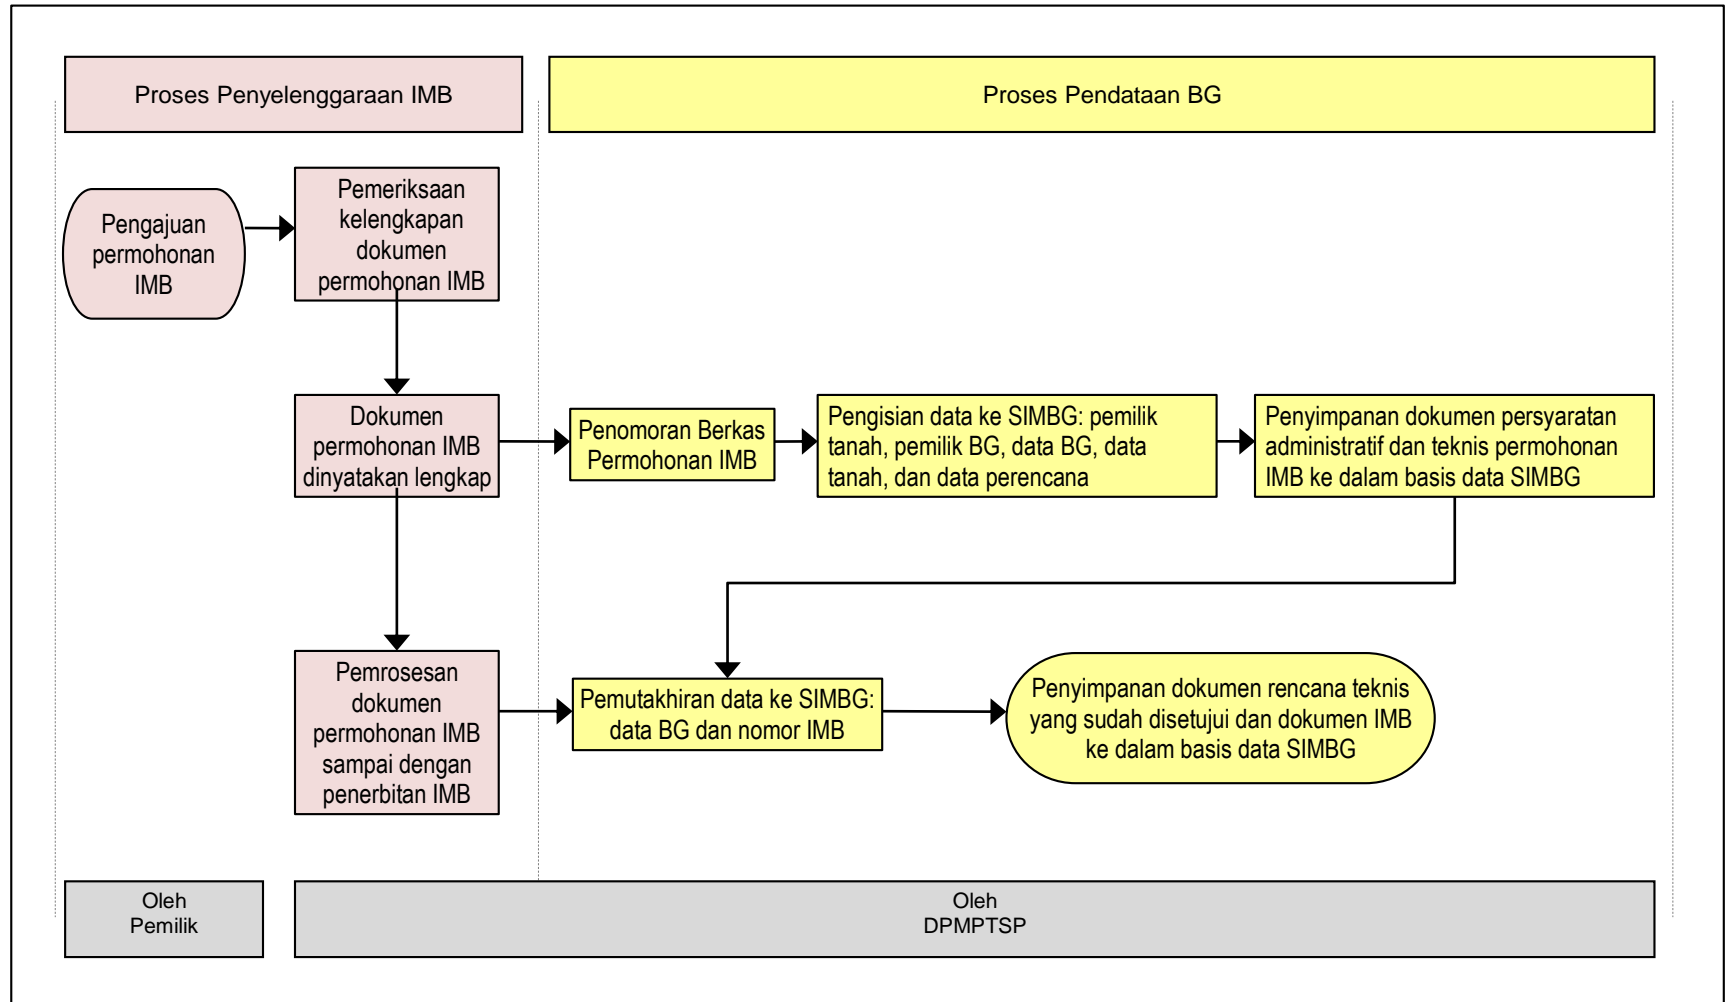 Proses Penyelenggaraan IMB
Proses Pendataan BG
Pengajuan
permohonan
IMB
Pemeriksaan
kelengkapan
dokumen
permohonan IMB
Dokumen
permohonan IMB
dinyatakan lengkap
Penomoran Berkas
Permohonan IMB
Pengisian data ke SIMBG: pemilik
tanah, pemilik BG, data BG, data
tanah, dan data perencana
Penyimpanan dokumen persyaratan
administratif dan teknis permohonan
IMB ke dalam basis data SIMBG
Pemrosesan
dokumen
permohonan IMB
sampai dengan
penerbitan IMB
Pemutakhiran data ke SIMBG:
data BG dan nomor IMB
Penyimpanan dokumen rencana teknis
yang sudah disetujui dan dokumen IMB
ke dalam basis data SIMBG
Oleh
Pemilik
Oleh
DPMPTSP